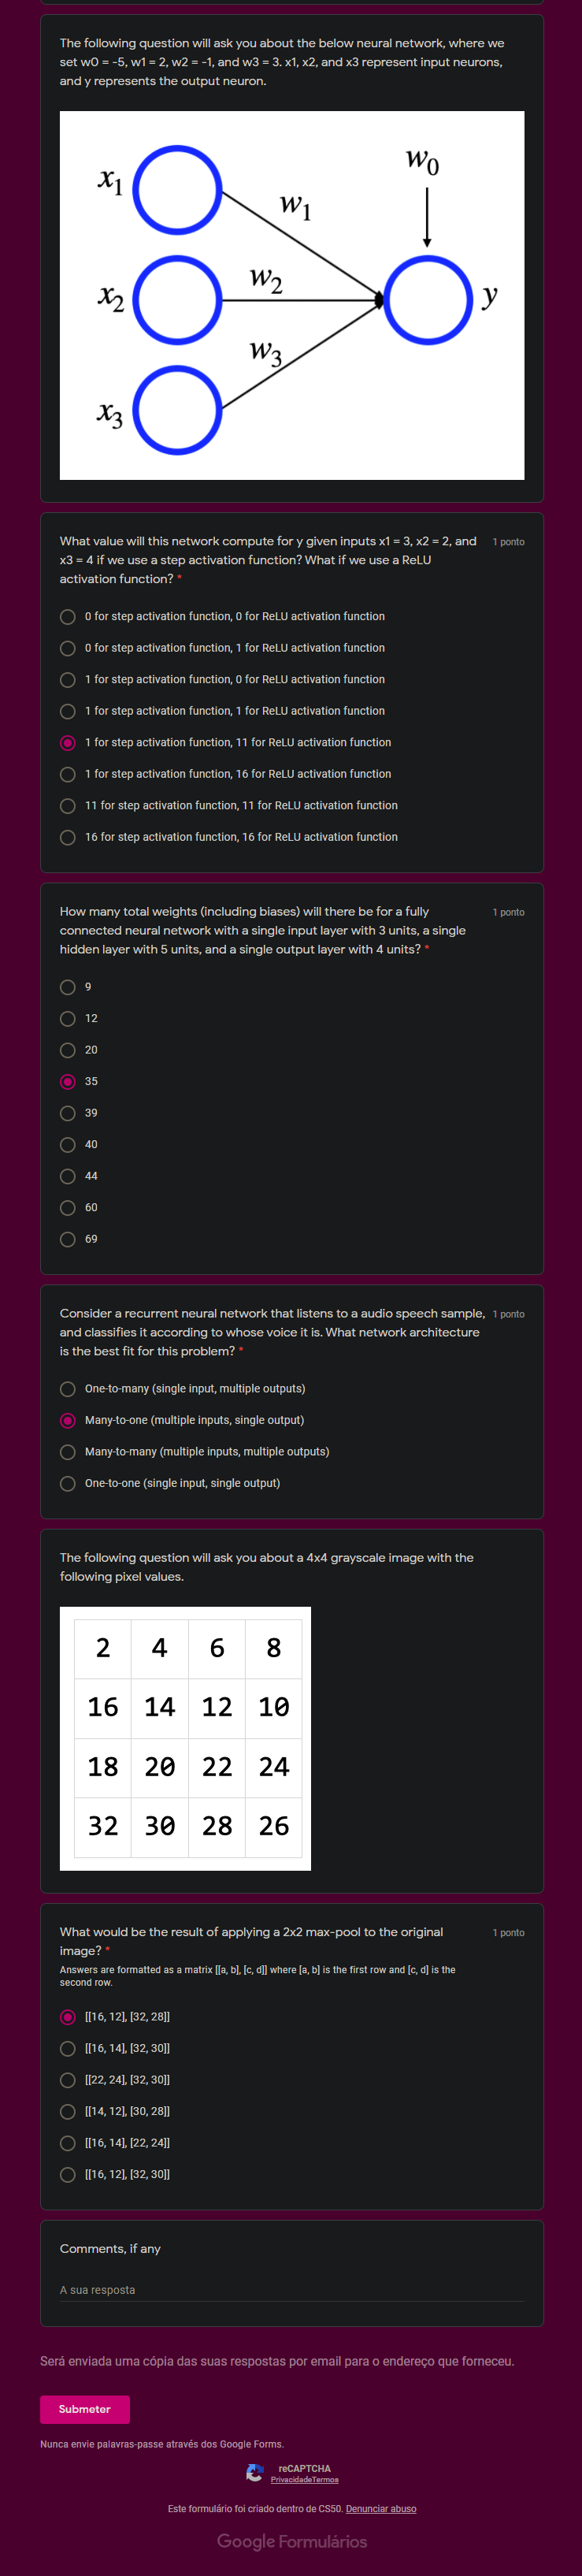 The following question will ask you about the below neural network, where we
set w0 = -5, w1 = 2, w2 = -1, and w3 = 3. x1, x2, and x3 represent input neurons,
and y represents the output neuron.
x1
w1
w0
x2
w2
y
x3
w3
What value will this network compute for y given inputs x1 = 3, x2 = 2, and 1 ponto
x3 = 4 if we use a step activation function? What if we use a ReLU
activation function? *
0 for step activation function, 0 for ReLU activation function
0 for step activation function, 1 for ReLU activation function
1 for step activation function, 0 for ReLU activation function
1 for step activation function, 1 for ReLU activation function
1 for step activation function, 11 for ReLU activation function
1 for step activation function, 16 for ReLU activation function
11 for step activation function, 11 for ReLU activation function
16 for step activation function, 16 for ReLU activation function
How many total weights (including biases) will there be for a fully 1 ponto
connected neural network with a single input layer with 3 units, a single
hidden layer with 5 units, and a single output layer with 4 units? *
9
12
20
35
39
40
44
60
69
Consider a recurrent neural network that listens to a audio speech sample, 1 ponto
and classifies it according to whose voice it is. What network architecture
is the best fit for this problem? *
One-to-many (single input, multiple outputs)
Many-to-one (multiple inputs, single output)
Many-to-many (multiple inputs, multiple outputs)
One-to-one (single input, single output)
The following question will ask you about a 4x4 grayscale image with the
following pixel values.
2 4 6 8
16 14 12 10
18 20 22 24
32 30 28 26
What would be the result of applying a 2x2 max-pool to the original 1 ponto
image? *
Answers are formatted as a matrix [[a, b], [c, d]] where [a, b] is the first row and [c, d] is the
second row.
[[16, 12], [32, 28]]
[[16, 14], [32, 30]]
[[22, 24], [32, 30]]
[[14, 12], [30, 28]]
[[16, 14], [22, 24]]
[[16, 12], [32, 30]]
Comments, if any
A sua resposta
Será enviada uma cópia das suas respostas por email para o endereço que forneceu.
Submeter
Nunca envie palavras-passe através dos Google Forms.
reCAPTCHA
PrivacidadeTermos
Este formulário foi criado dentro de CS50. Denunciar abuso
Google Formulários